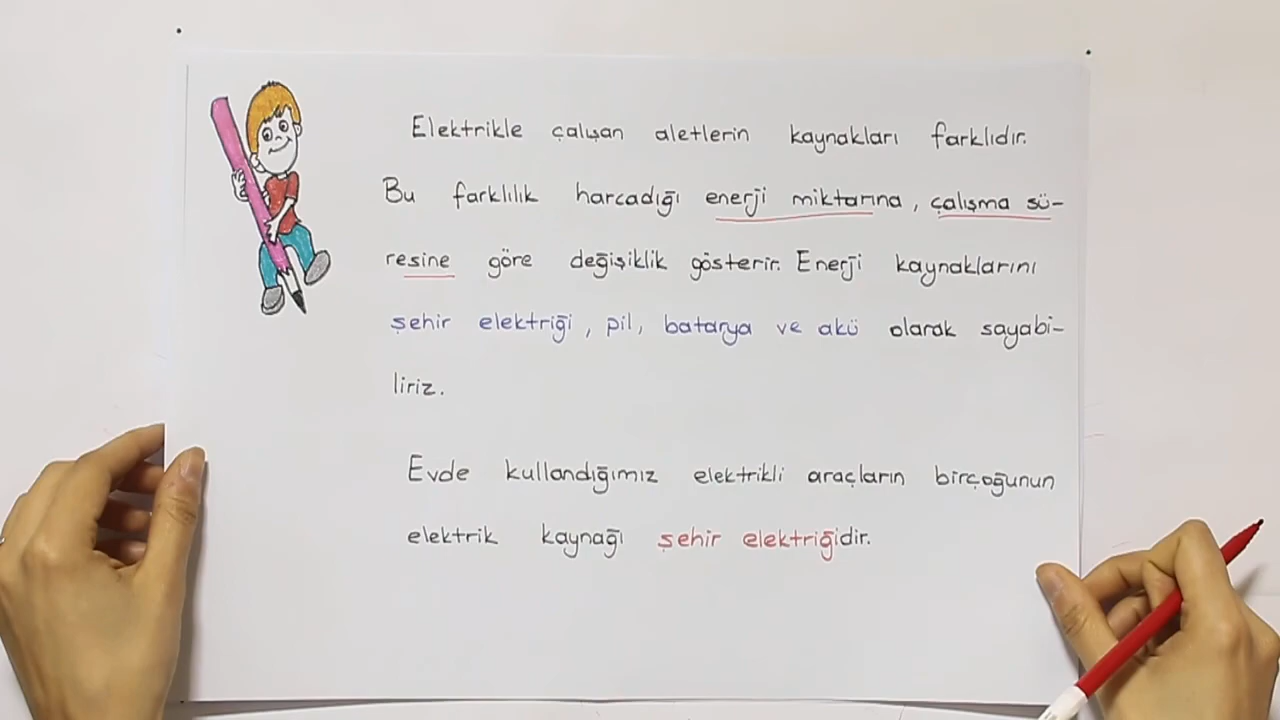 Elektrikle çalışan aletlerin kaynakları farklıdır.
Bu farklılık harcadığı enerji miktarına, çalışma sü-
resine göre değişiklik gösterir. Enerji kaynaklarını
şehir elektriği, pil, batarya ve akü olarak sayabi-
liriz.
Evde kullandığımız elektrikli araçların birçoğunun
elektrik kaynağı şehir elektriğidir.